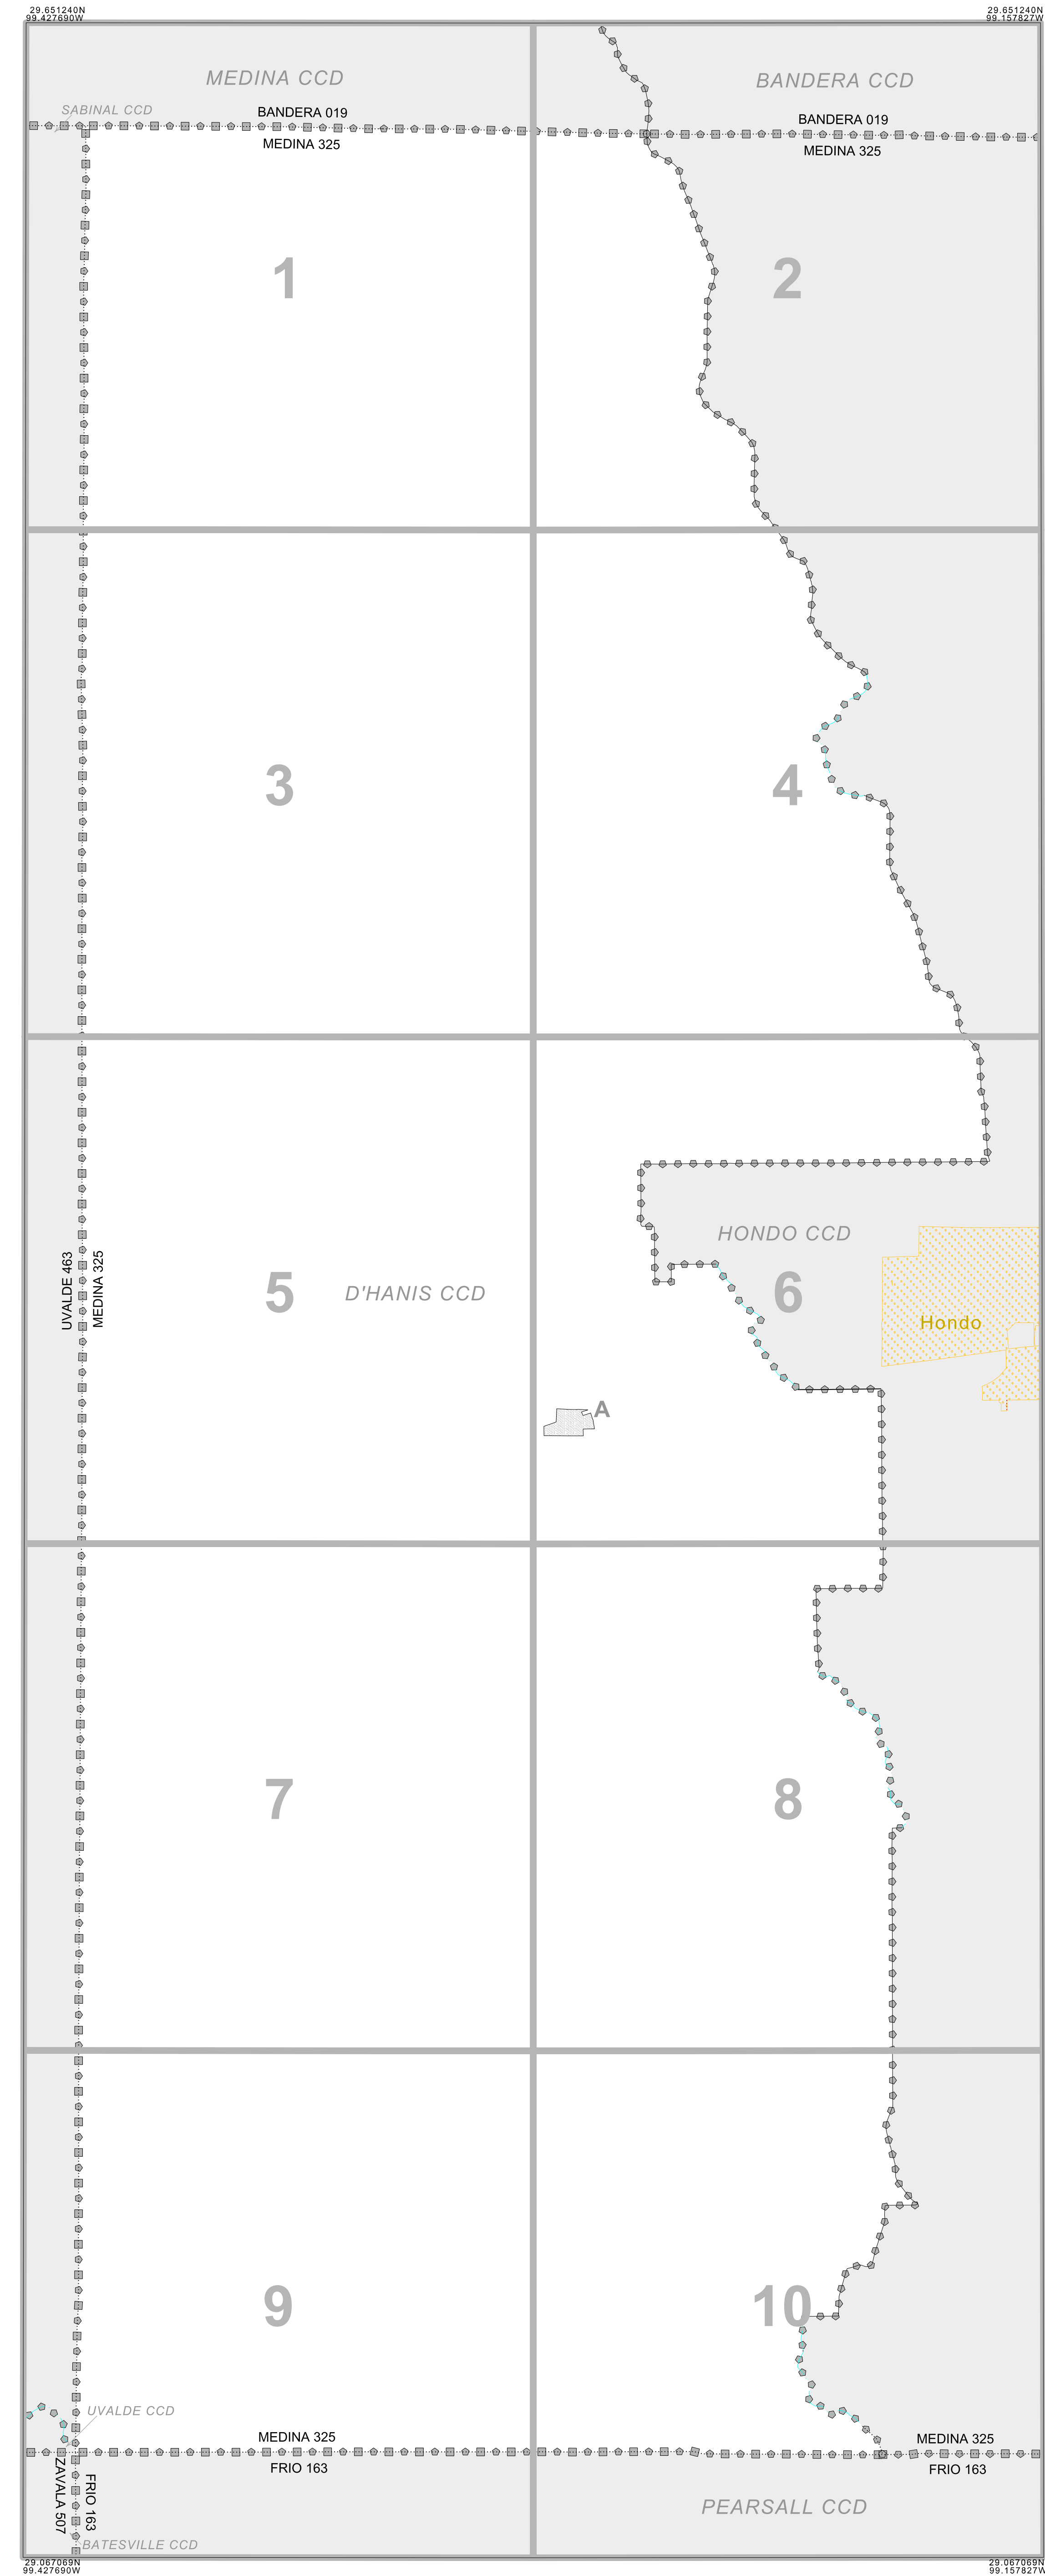 29.651240N
99.427690W
29.651240N
99.157827W
MEDINA CCD
BANDERA CCD
SABINAL CCD
BANDERA 019
MEDINA 325
BANDERA 019
MEDINA 325
1
2
3
4
HONDO CCD
UVALDE 463
MEDINA 325
5
D'HANIS CCD
6
Hondo
A
7
8
9
10
UVALDE CCD
MEDINA 325
FRIO 163
MEDINA 325
FRIO 163
ZAVALA 507
FRIO 163
PEARSALL CCD
BATESVILLE CCD
29.067069N
99.427690W
29.067069N
99.157827W